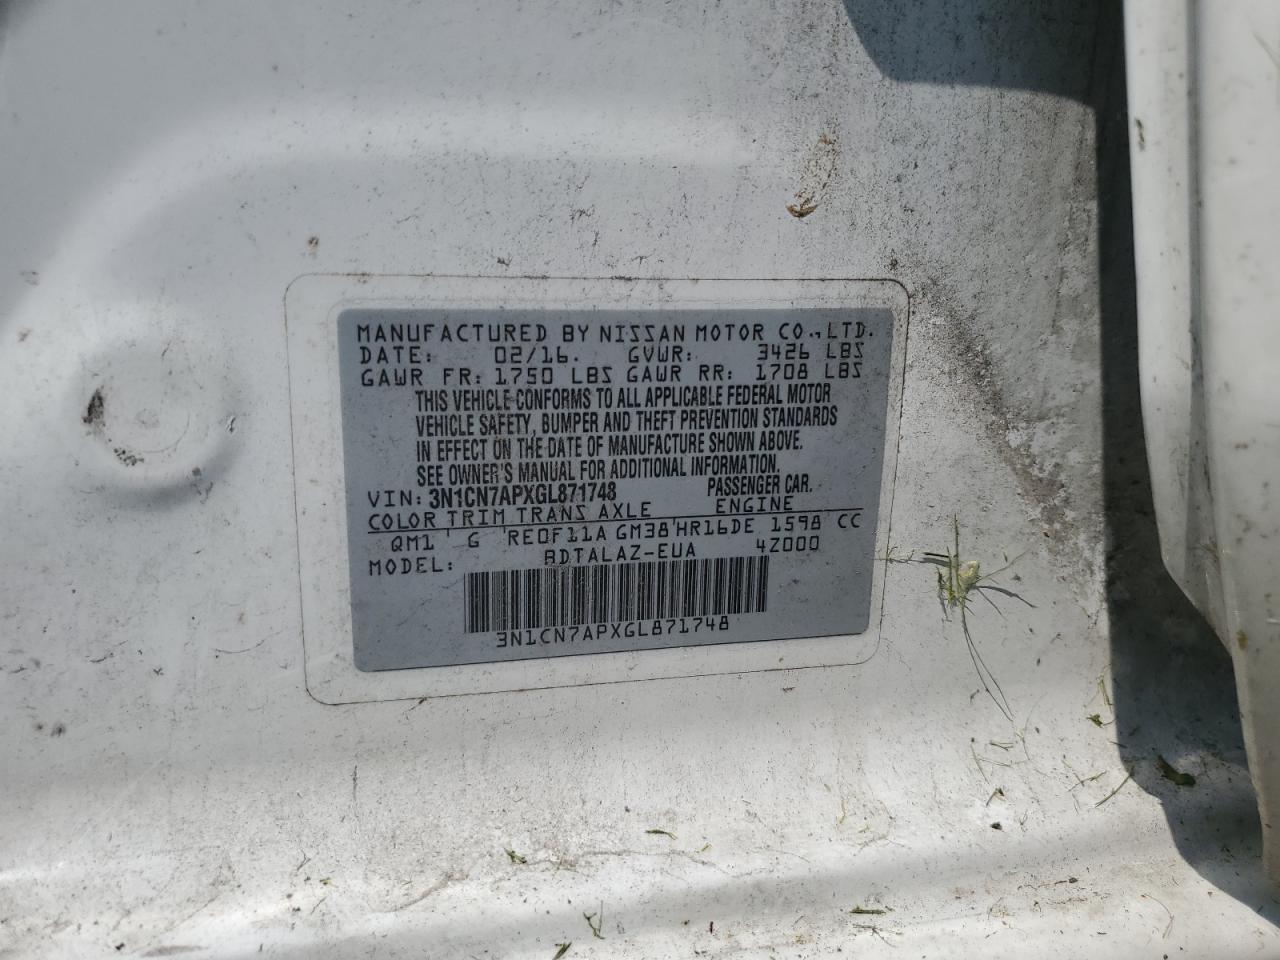 MANUFACTURED BY NISSAN MOTOR CO., LTD.
DATE: 02/16. GVWR: 3426 LBS
GAWR FR: 1750 LBS GAWR RR: 1708 LBS
THIS VEHICLE CONFORMS TO ALL APPLICABLE FEDERAL MOTOR
VEHICLE SAFETY, BUMPER AND THEFT PREVENTION STANDARDS
IN EFFECT ON THE DATE OF MANUFACTURE SHOWN ABOVE.
SEE OWNER'S MANUAL FOR ADDITIONAL INFORMATION.
VIN: 3N1CN7APXGL871748 PASSENGER CAR.
COLOR TRIM TRANS AXLE ENGINE
QM1 G RE0F11A GM38 HR16DE 1598 CC
MODEL: BDTALAZ-EUA 4Z000
3N1CN7APXGL871748